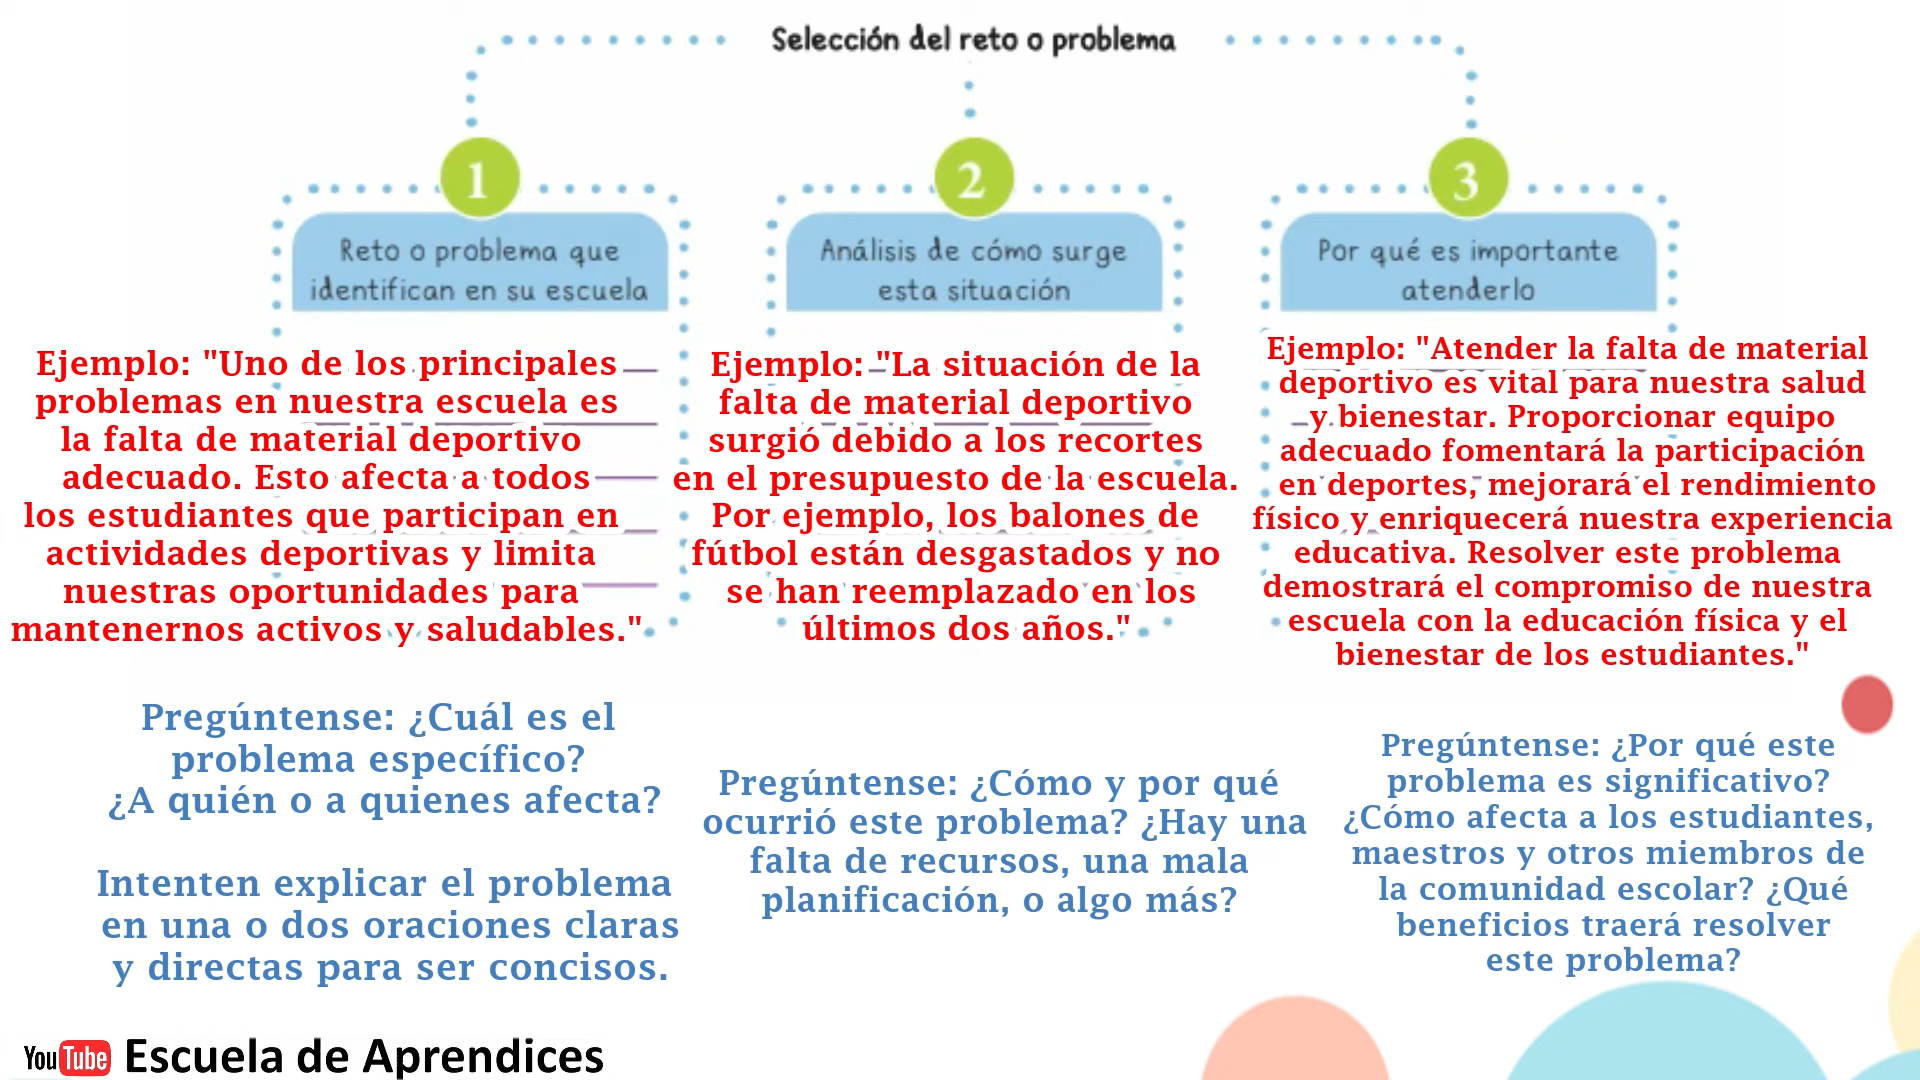 Selección del reto o problema
1
Reto o problema que
identifican en su escuela
Ejemplo: "Uno de los principales
problemas en nuestra escuela es
la falta de material deportivo
adecuado. Esto afecta a todos
los estudiantes que participan en
actividades deportivas y limita
nuestras oportunidades para
mantenernos activos y saludables."
Pregúntense: ¿Cuál es el
problema específico?
¿A quién o a quienes afecta?
Intenten explicar el problema
en una o dos oraciones claras
y directas para ser concisos.
2
Análisis de cómo surge
esta situación
Ejemplo: "La situación de la
falta de material deportivo
surgió debido a los recortes
en el presupuesto de la escuela.
Por ejemplo, los balones de
fútbol están desgastados y no
se han reemplazado en los
últimos dos años."
Pregúntense: ¿Cómo y por qué
ocurrió este problema? ¿Hay una
falta de recursos, una mala
planificación, o algo más?
3
Por qué es importante
atenderlo
Ejemplo: "Atender la falta de material
deportivo es vital para nuestra salud
y bienestar. Proporcionar equipo
adecuado fomentará la participación
en deportes, mejorará el rendimiento
físico y enriquecerá nuestra experiencia
educativa. Resolver este problema
demostrará el compromiso de nuestra
escuela con la educación física y el
bienestar de los estudiantes."
Pregúntense: ¿Por qué este
problema es significativo?
¿Cómo afecta a los estudiantes,
maestros y otros miembros de
la comunidad escolar? ¿Qué
beneficios traerá resolver
este problema?
YouTube Escuela de Aprendices